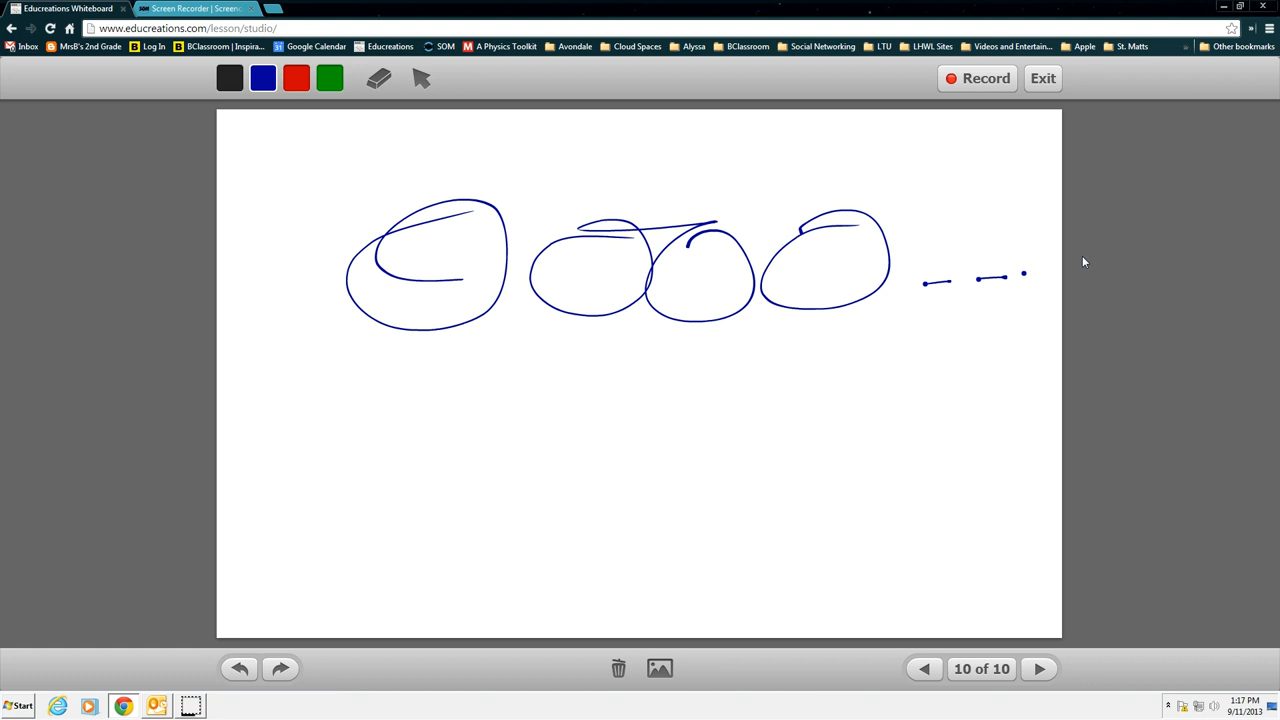 Educreations Whiteboard
Screen Recorder | Screenc
www.educreations.com/lesson/studio/
Inbox MrsB's 2nd Grade Log In BClassroom | Inspira... Google Calendar Educreations SOM A Physics Toolkit Avondale Cloud Spaces Alyssa BClassroom Social Networking LTU LHWL Sites Videos and Entertain... Apple St. Matts » Other bookmarks
Record Exit
10 of 10
Start
1:17 PM
9/11/2013